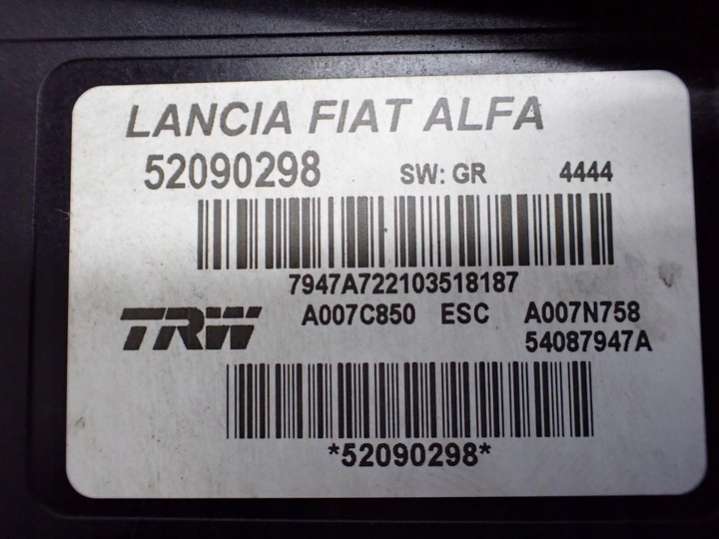 LANCIA FIAT ALFA
52090298 SW: GR 4444
7947A722103518187
TRW A007C850 ESC A007N758
54087947A
*52090298*